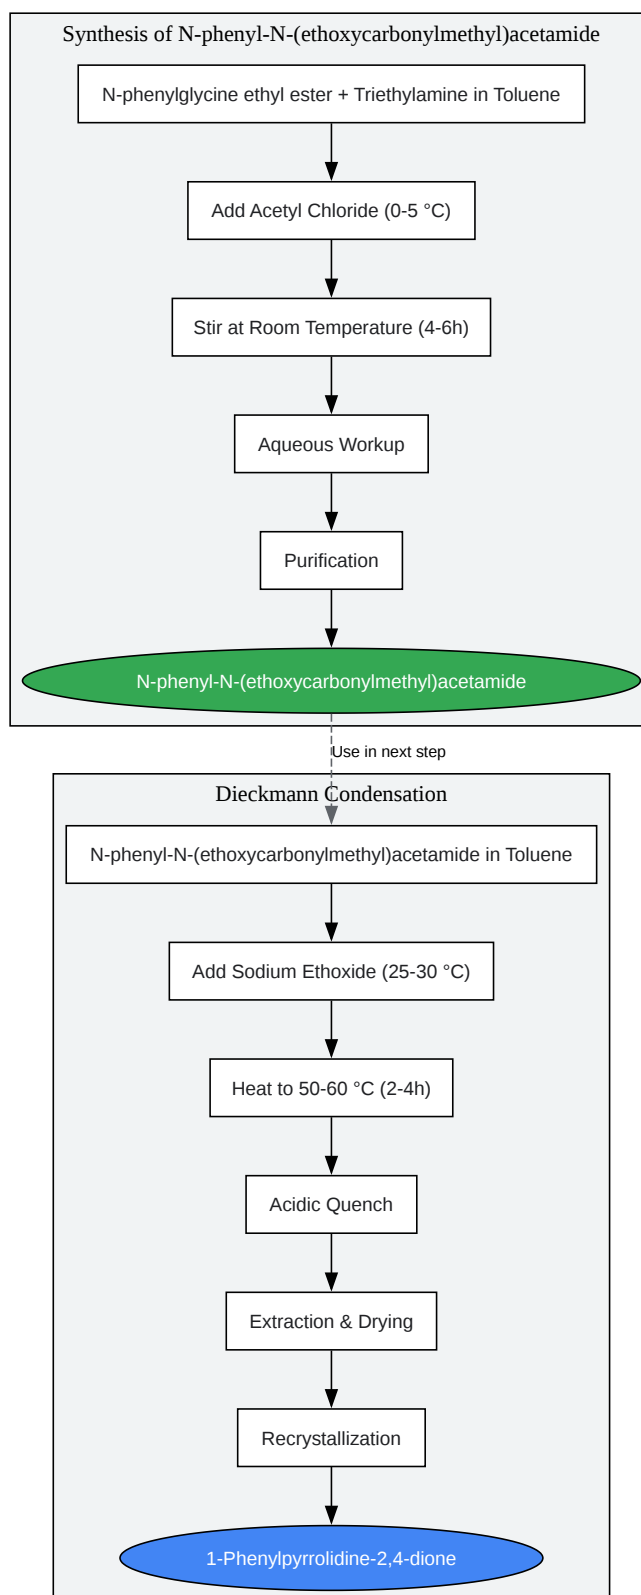 Synthesis of N-phenyl-N-(ethoxycarbonylmethyl)acetamide
N-phenylglycine ethyl ester + Triethylamine in Toluene
Add Acetyl Chloride (0-5 °C)
Stir at Room Temperature (4-6h)
Aqueous Workup
Purification
N-phenyl-N-(ethoxycarbonylmethyl)acetamide
Use in next step
Dieckmann Condensation
N-phenyl-N-(ethoxycarbonylmethyl)acetamide in Toluene
Add Sodium Ethoxide (25-30 °C)
Heat to 50-60 °C (2-4h)
Acidic Quench
Extraction & Drying
Recrystallization
1-Phenylpyrrolidine-2,4-dione